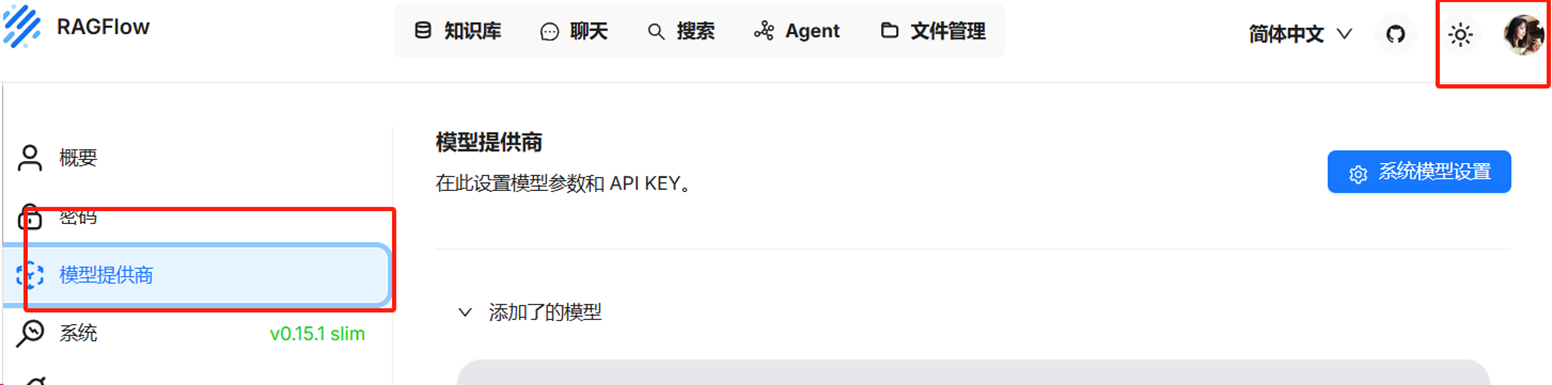 RAGFlow
知识库
聊天
搜索
Agent
文件管理
简体中文
概要
密码
模型提供商
系统 v0.15.1 slim
模型提供商
在此设置模型参数和 API KEY。
系统模型设置
添加了的模型